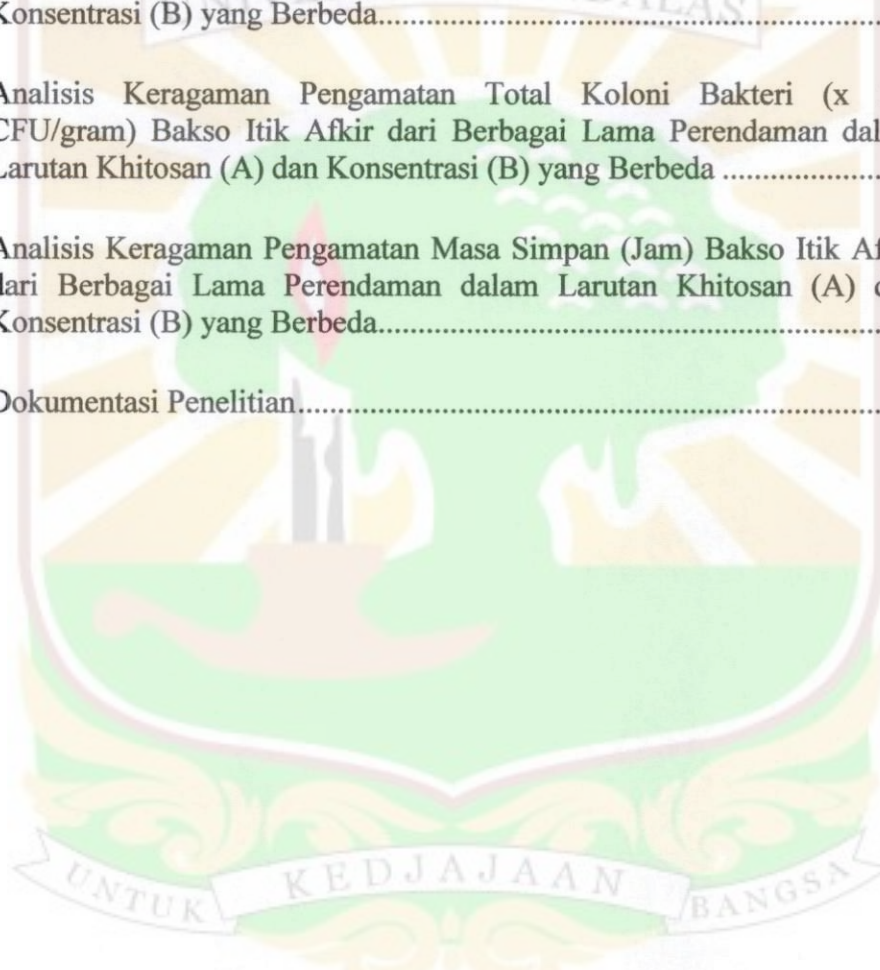 Konsentrasi (B) yang Berbeda
Analisis Keragaman Pengamatan Total Koloni Bakteri (x
CFU/gram) Bakso Itik Afkir dari Berbagai Lama Perendaman dal
Larutan Khitosan (A) dan Konsentrasi (B) yang Berbeda
Analisis Keragaman Pengamatan Masa Simpan (Jam) Bakso Itik Af
dari Berbagai Lama Perendaman dalam Larutan Khitosan (A) d
Konsentrasi (B) yang Berbeda
Dokumentasi Penelitian
UNTUK KEDJAJAAN BANGSA